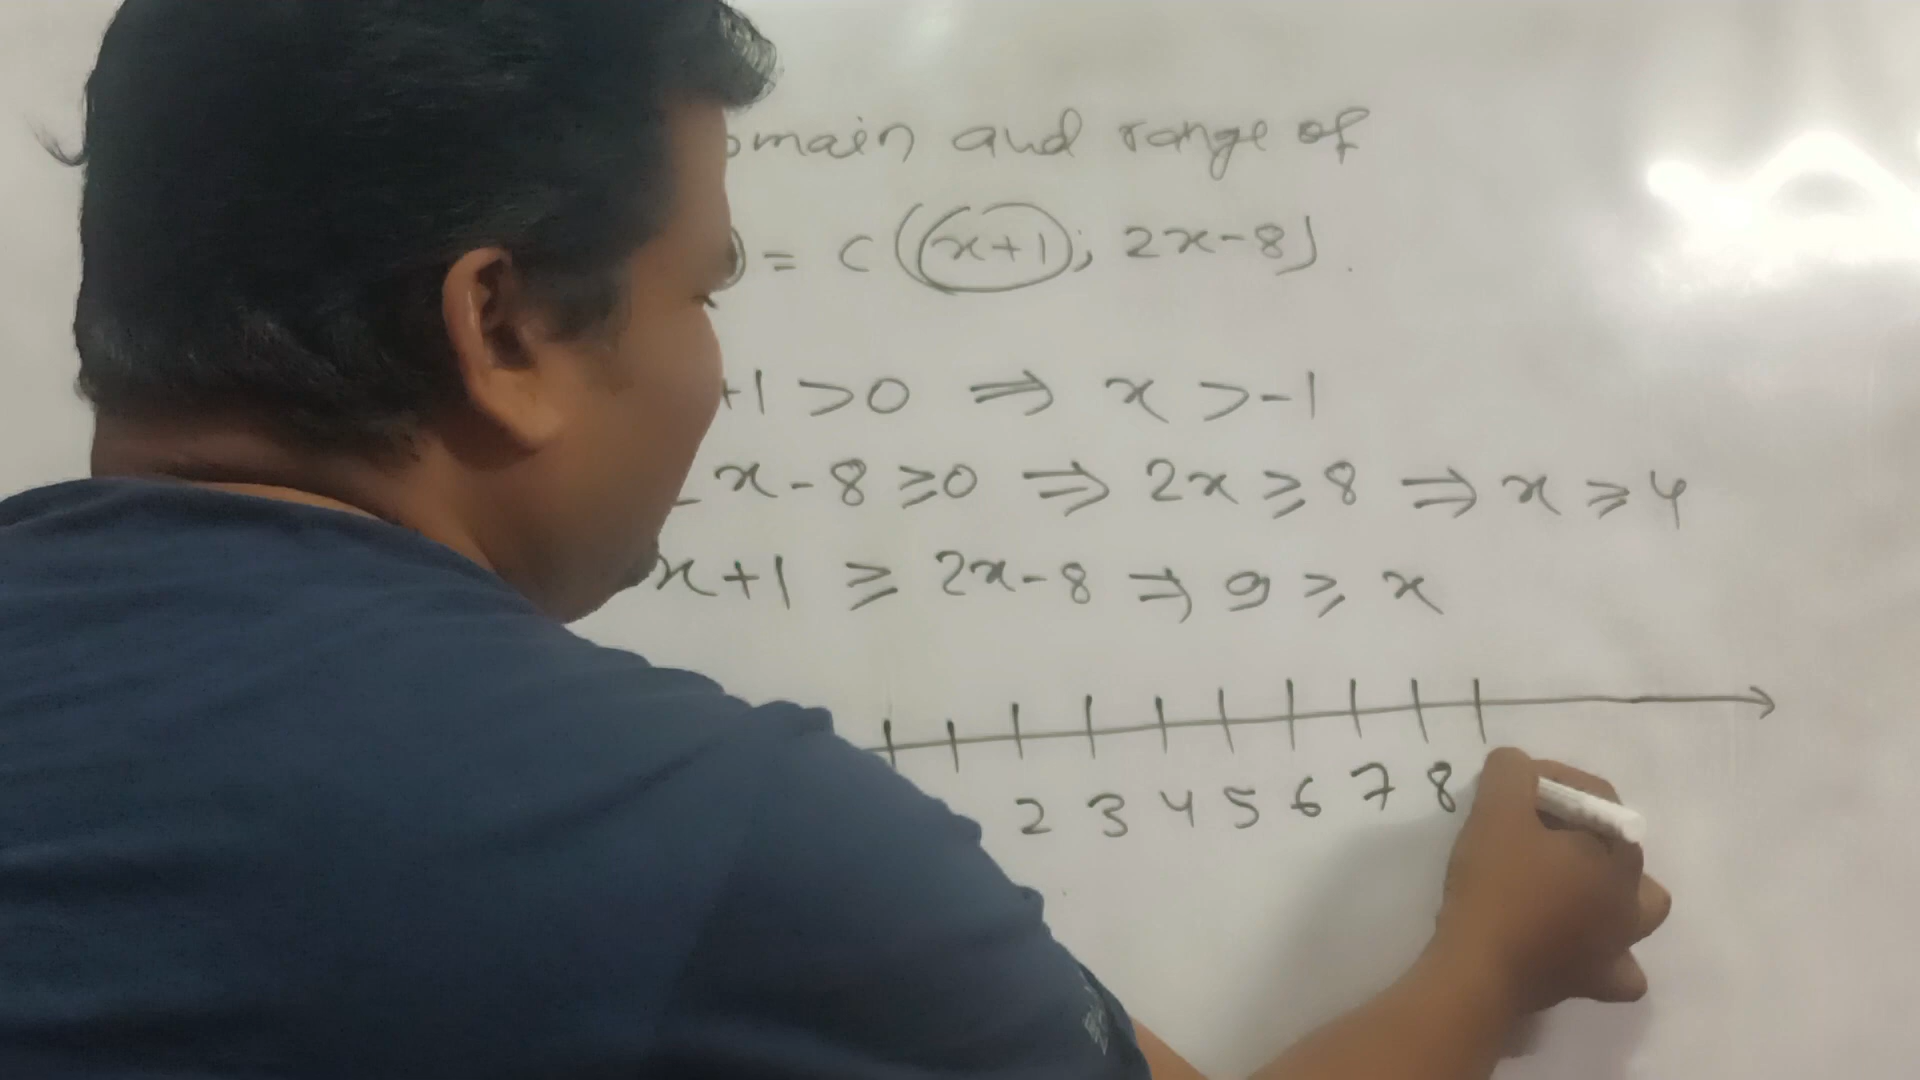 omain and range of
) = C((x+1); 2x-8).
+1 >0 ⇒ x >-1
x - 8 ≥0 ⇒ 2x ≥ 8 ⇒ x ≥ 4
x+1 ≥ 2x-8 ⇒ 9 ≥ x
2 3 4 5 6 7 8